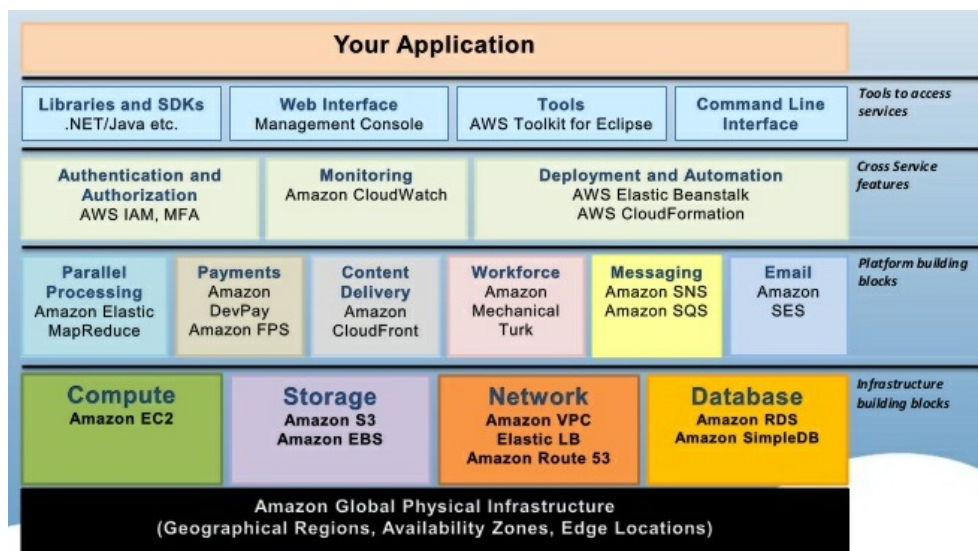 Your Application
Libraries and SDKs
.NET/Java etc.
Web Interface
Management Console
Tools
AWS Toolkit for Eclipse
Command Line
Interface
Tools to access
services
Authentication and
Authorization
AWS IAM, MFA
Monitoring
Amazon CloudWatch
Deployment and Automation
AWS Elastic Beanstalk
AWS CloudFormation
Cross Service
features
Parallel
Processing
Amazon Elastic
MapReduce
Payments
Amazon
DevPay
Amazon FPS
Content
Delivery
Amazon
CloudFront
Workforce
Amazon
Mechanical
Turk
Messaging
Amazon SNS
Amazon SQS
Email
Amazon
SES
Platform building
blocks
Compute
Amazon EC2
Storage
Amazon S3
Amazon EBS
Network
Amazon VPC
Elastic LB
Amazon Route 53
Database
Amazon RDS
Amazon SimpleDB
Infrastructure
building blocks
Amazon Global Physical Infrastructure
(Geographical Regions, Availability Zones, Edge Locations)